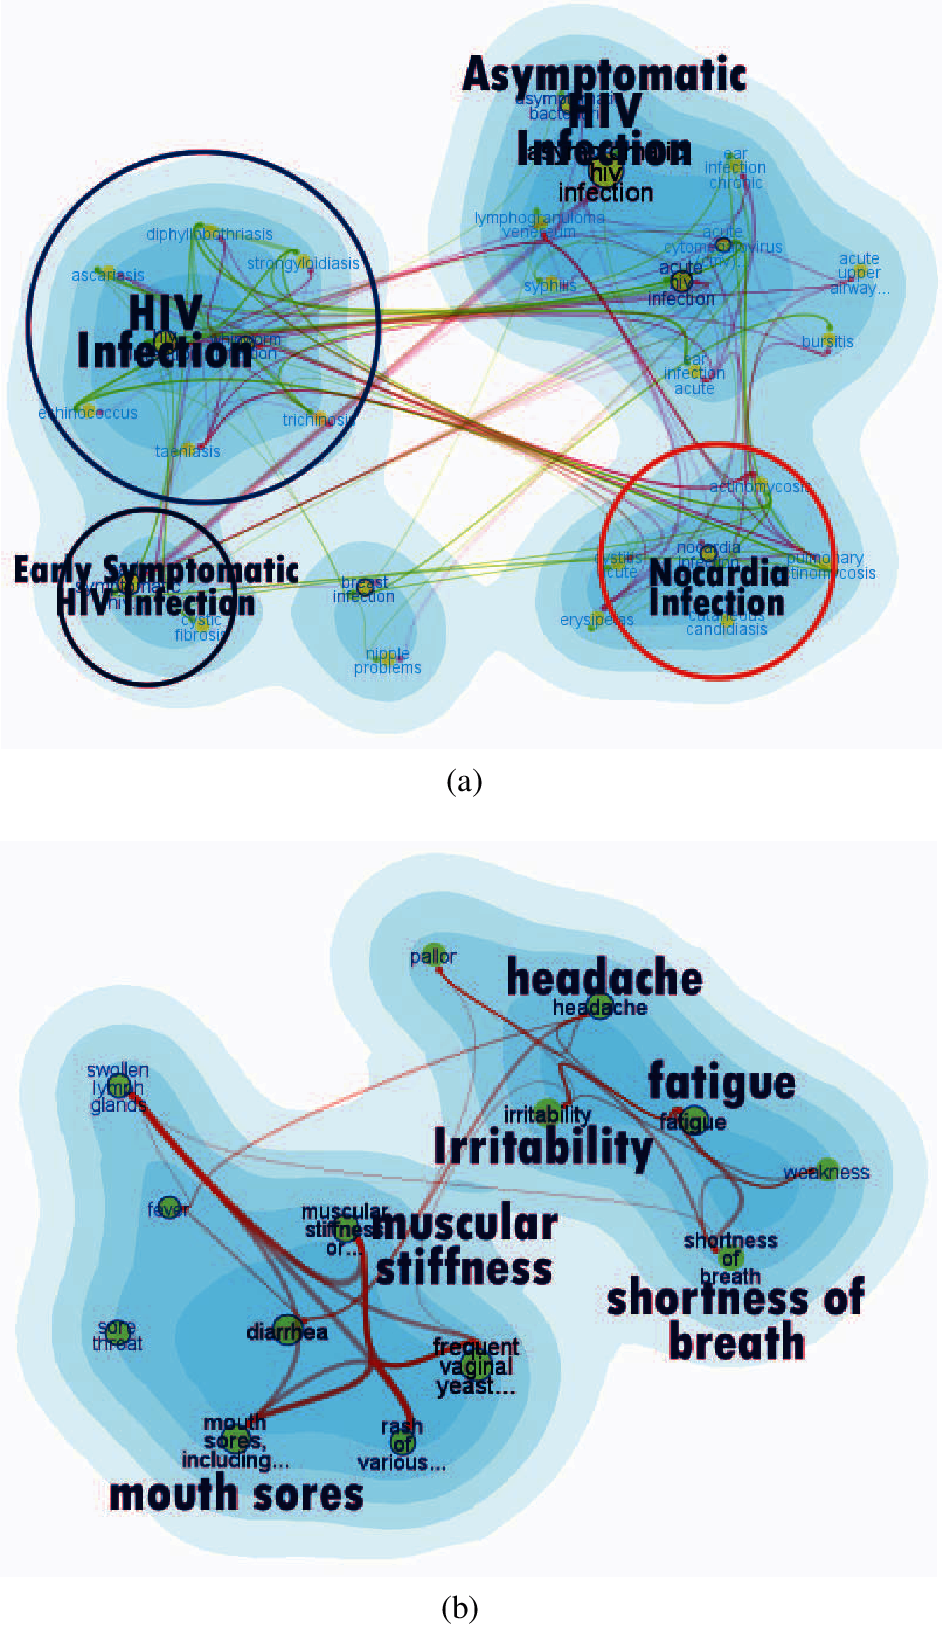 Asymptomatic
HIV
Infection
hiv
infection
ear
infection
chronic
lymphogranuloma
venereum
acute
cytomegalovirus
acute
hiv
infection
acute
upper
airway...
syphilis
bursitis
ear
infection
acute
diphyllobothriasis
strongyloidiasis
ascariasis
HIV
Infection
echinococcus
trichinosis
taeniasis
Early Symptomatic
HIV Infection
cystic
fibrosis
breast
infection
nipple
problems
actinomycosis
nocardia
infection
Nocardia
Infection
pulmonary
actinomycosis
erysipelas
cutaneous
candidiasis
(a)
pallor
headache
headache
swollen
lymph
glands
fatigue
fatigue
irritability
Irritability
weakness
fever
muscular
stiffness
or...
muscular
stiffness
shortness
of
breath
shortness of
breath
sore
throat
diarrhea
frequent
vaginal
yeast...
mouth
sores,
including...
rash
of
various...
mouth sores
(b)